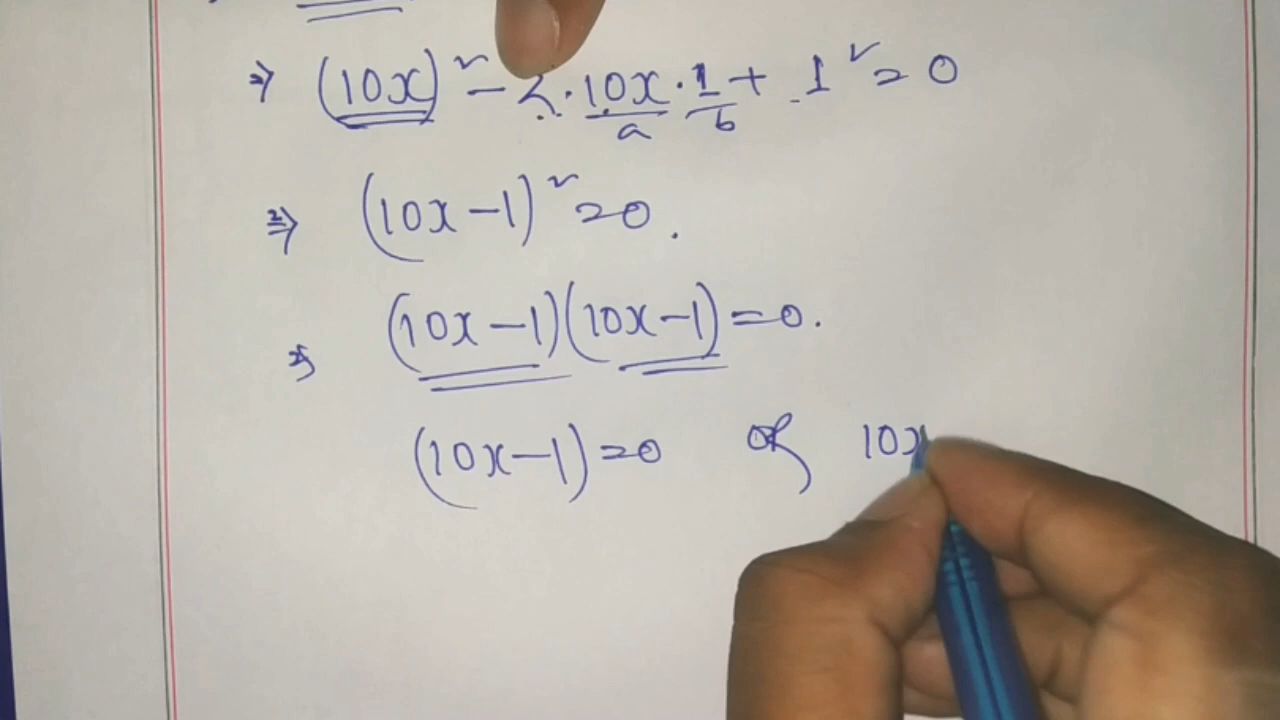 ⇒ (10x)² - 2·10x·1 + 1² = 0
a b
⇒ (10x-1)² = 0.
⇒ (10x-1)(10x-1) = 0.
(10x-1) = 0 or 10x